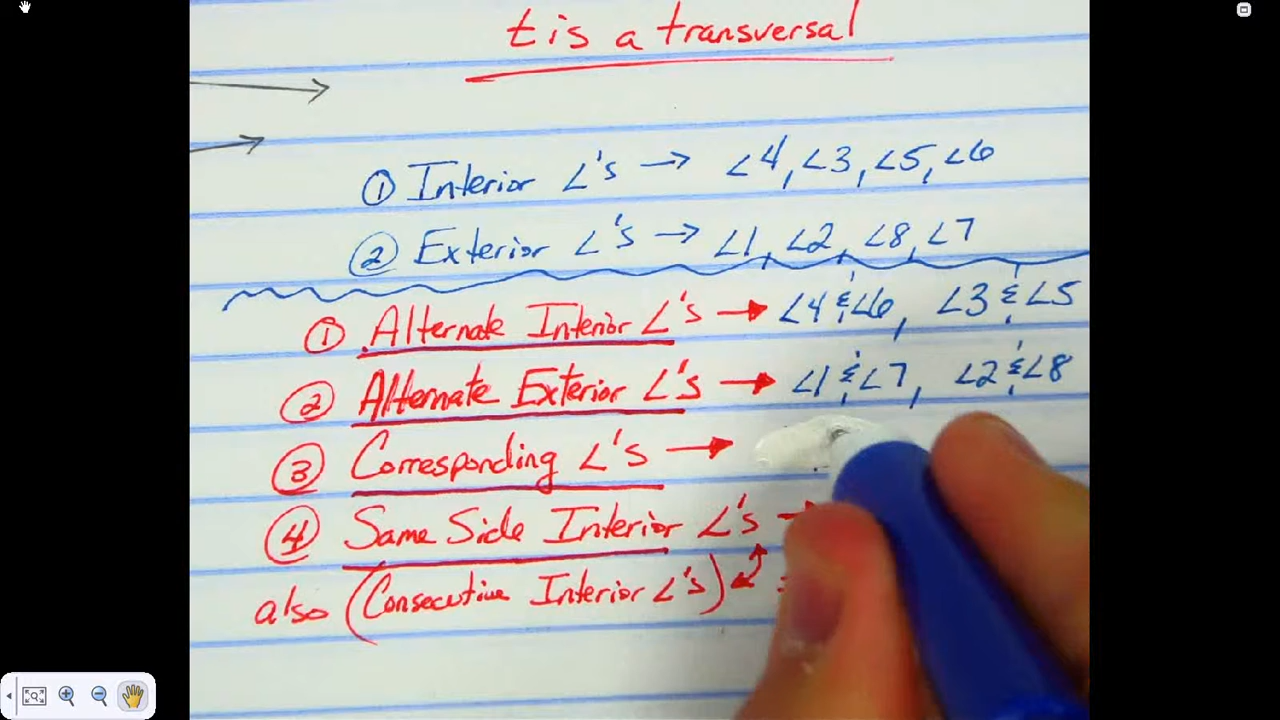 t is a transversal
① Interior ∠'s → ∠4, ∠3, ∠5, ∠6
② Exterior ∠'s → ∠1, ∠2, ∠8, ∠7
① Alternate Interior ∠'s → ∠4 & ∠6, ∠3 & ∠5
② Alternate Exterior ∠'s → ∠1 & ∠7, ∠2 & ∠8
③ Corresponding ∠'s →
④ Same Side Interior ∠'s →
also (Consecutive Interior ∠'s)